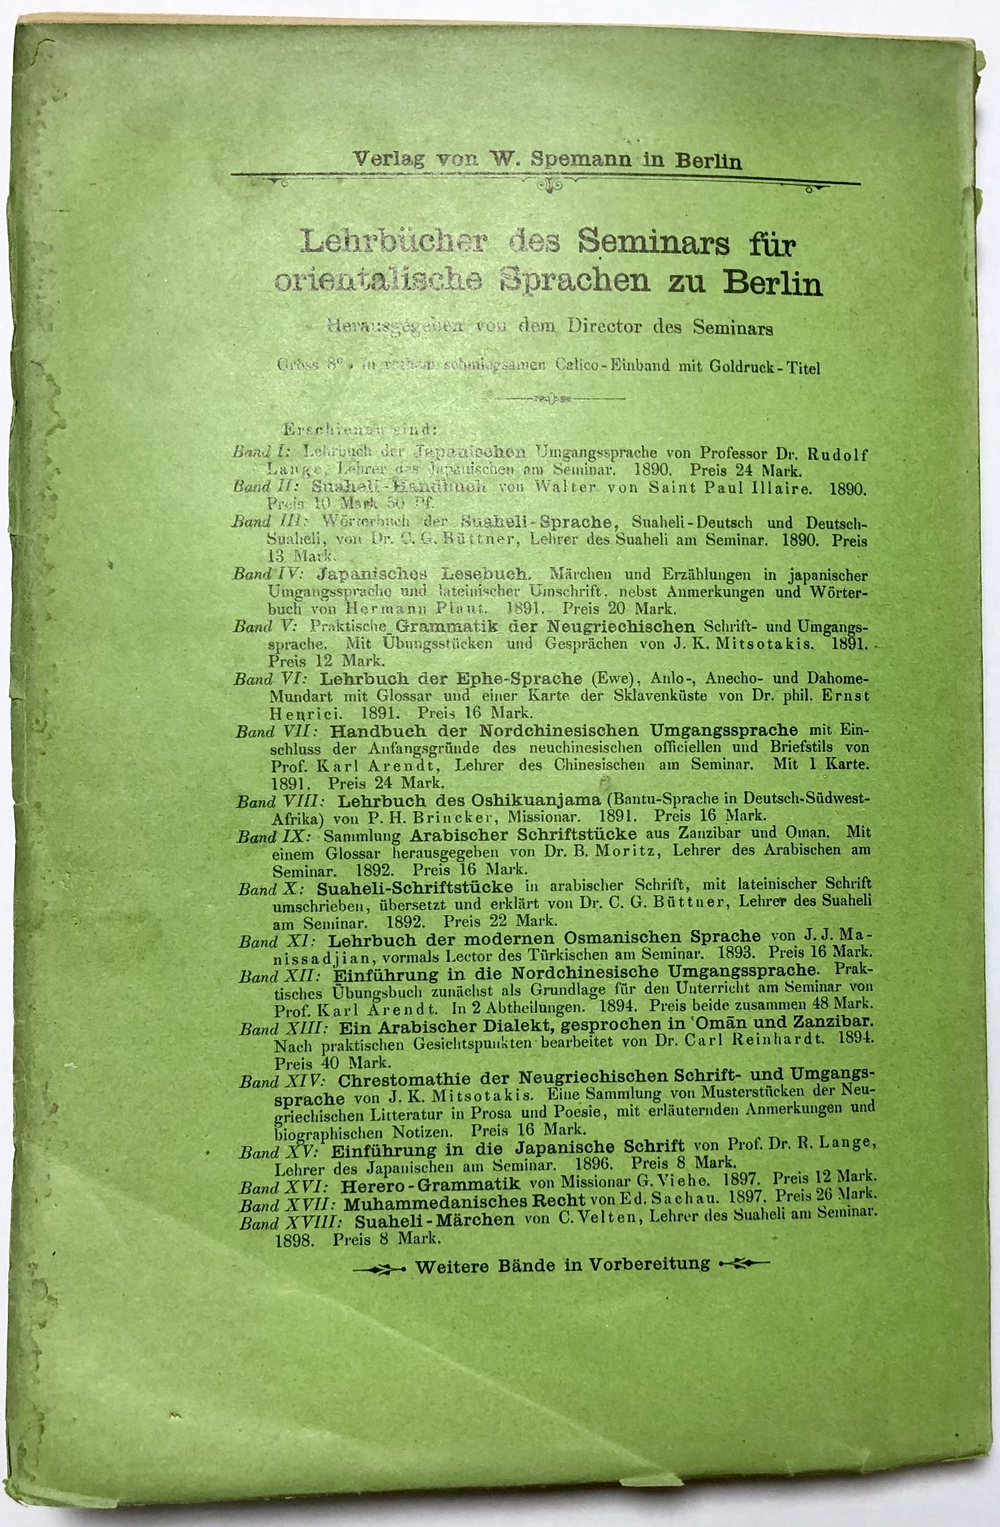 Verlag von W. Spemann in Berlin
Lehrbücher des Seminars für
orientalische Sprachen zu Berlin
Herausgegeben von dem Director des Seminars
Gross 8°. In rothem schmiegsamen Calico-Einband mit Goldruck-Titel
Erschienen sind:
Band I: Lehrbuch der Japanischen Umgangssprache von Professor Dr. Rudolf
Lange, Lehrer des Japanischen am Seminar. 1890. Preis 24 Mark.
Band II: Suaheli-Handbuch von Walter von Saint Paul Illaire. 1890.
Preis 10 Mark 50 Pf.
Band III: Wörterbuch der Suaheli-Sprache, Suaheli-Deutsch und Deutsch-
Suaheli, von Dr. C. G. Büttner, Lehrer des Suaheli am Seminar. 1890. Preis
13 Mark.
Band IV: Japanisches Lesebuch. Märchen und Erzählungen in japanischer
Umgangssprache und lateinischer Umschrift, nebst Anmerkungen und Wörter-
buch von Hermann Plaut. 1891. Preis 20 Mark.
Band V: Praktische Grammatik der Neugriechischen Schrift- und Umgangs-
sprache. Mit Übungsstücken und Gesprächen von J. K. Mitsotakis. 1891.
Preis 12 Mark.
Band VI: Lehrbuch der Ephe-Sprache (Ewe), Anlo-, Anecho- und Dahome-
Mundart mit Glossar und einer Karte der Sklavenküste von Dr. phil. Ernst
Henrici. 1891. Preis 16 Mark.
Band VII: Handbuch der Nordchinesischen Umgangssprache mit Ein-
schluss der Anfangsgründe des neuchinesischen officiellen und Briefstils von
Prof. Karl Arendt, Lehrer des Chinesischen am Seminar. Mit 1 Karte.
1891. Preis 24 Mark.
Band VIII: Lehrbuch des Oshikuanjama (Bantu-Sprache in Deutsch-Südwest-
Afrika) von P. H. Brincker, Missionar. 1891. Preis 16 Mark.
Band IX: Sammlung Arabischer Schriftstücke aus Zanzibar und Oman. Mit
einem Glossar herausgegeben von Dr. B. Moritz, Lehrer des Arabischen am
Seminar. 1892. Preis 16 Mark.
Band X: Suaheli-Schriftstücke in arabischer Schrift, mit lateinischer Schrift
umschrieben, übersetzt und erklärt von Dr. C. G. Büttner, Lehrer des Suaheli
am Seminar. 1892. Preis 22 Mark.
Band XI: Lehrbuch der modernen Osmanischen Sprache von J. J. Ma-
nissadjian, vormals Lector des Türkischen am Seminar. 1893. Preis 16 Mark.
Band XII: Einführung in die Nordchinesische Umgangssprache. Prak-
tisches Übungsbuch zunächst als Grundlage für den Unterricht am Seminar von
Prof. Karl Arendt. In 2 Abtheilungen. 1894. Preis beide zusammen 48 Mark.
Band XIII: Ein Arabischer Dialekt, gesprochen in ʻOmān und Zanzibar.
Nach praktischen Gesichtspunkten bearbeitet von Dr. Carl Reinhardt. 1894.
Preis 40 Mark.
Band XIV: Chrestomathie der Neugriechischen Schrift- und Umgangs-
sprache von J. K. Mitsotakis. Eine Sammlung von Musterstücken der Neu-
griechischen Litteratur in Prosa und Poesie, mit erläuternden Anmerkungen und
biographischen Notizen. Preis 16 Mark.
Band XV: Einführung in die Japanische Schrift von Prof. Dr. R. Lange,
Lehrer des Japanischen am Seminar. 1896. Preis 8 Mark.
Band XVI: Herero-Grammatik von Missionar G. Viehe. 1897. Preis 12 Mark.
Band XVII: Muhammedanisches Recht von Ed. Sachau. 1897. Preis 26 Mark.
Band XVIII: Suaheli-Märchen von C. Velten, Lehrer des Suaheli am Seminar.
1898. Preis 8 Mark.
Weitere Bände in Vorbereitung